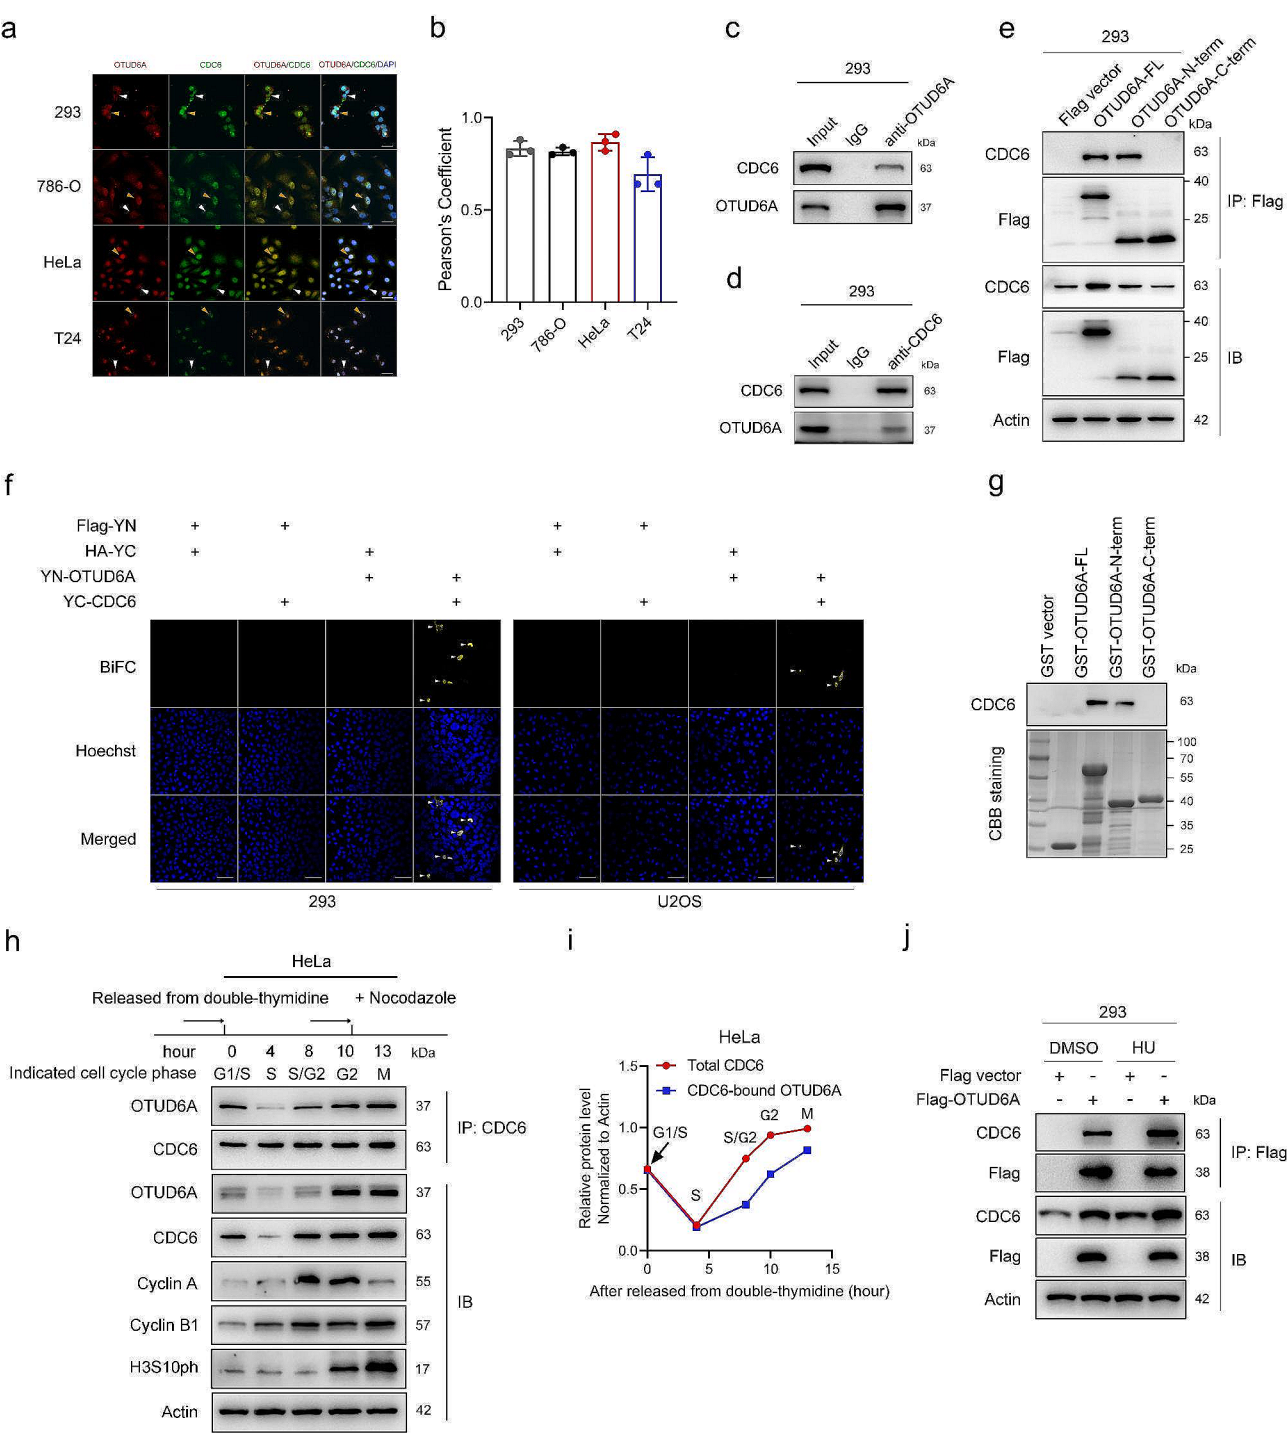 a
OTUD6A CDC6 OTUD6A/CDC6 OTUD6A/CDC6/DAPI
293
786-O
HeLa
T24
b
Pearson's Coefficient
1.0
0.5
0.0
293 786-O HeLa T24
c
293
Input IgG anti-OTUD6A
kDa
CDC6 63
OTUD6A 37
d
293
Input IgG anti-CDC6
kDa
CDC6 63
OTUD6A 37
e
293
Flag vector OTUD6A-FL OTUD6A-N-term OTUD6A-C-term
kDa
CDC6 63
40
Flag 25
IP: Flag
CDC6 63
40
Flag 25
IB
Actin 42
f
Flag-YN + + + +
HA-YC + + + +
YN-OTUD6A + + + +
YC-CDC6 + + + +
BiFC
Hoechst
Merged
293 U2OS
g
GST vector GST-OTUD6A-FL GST-OTUD6A-N-term GST-OTUD6A-C-term
kDa
CDC6 63
CBB staining
100
70
55
40
35
25
h
HeLa
Released from double-thymidine + Nocodazole
hour 0 4 8 10 13 kDa
Indicated cell cycle phase G1/S S S/G2 G2 M
OTUD6A 37
IP: CDC6
CDC6 63
OTUD6A 37
CDC6 63
Cyclin A 55
IB
Cyclin B1 57
H3S10ph 17
Actin 42
i
HeLa
Relative protein level
Normalized to Actin
1.5
1.0
0.5
0.0
Total CDC6
CDC6-bound OTUD6A
G1/S S S/G2 G2 M
0 5 10 15
After released from double-thymidine (hour)
j
293
DMSO HU
Flag vector + - + -
Flag-OTUD6A - + - + kDa
CDC6 63
IP: Flag
Flag 38
CDC6 63
Flag 38
IB
Actin 42